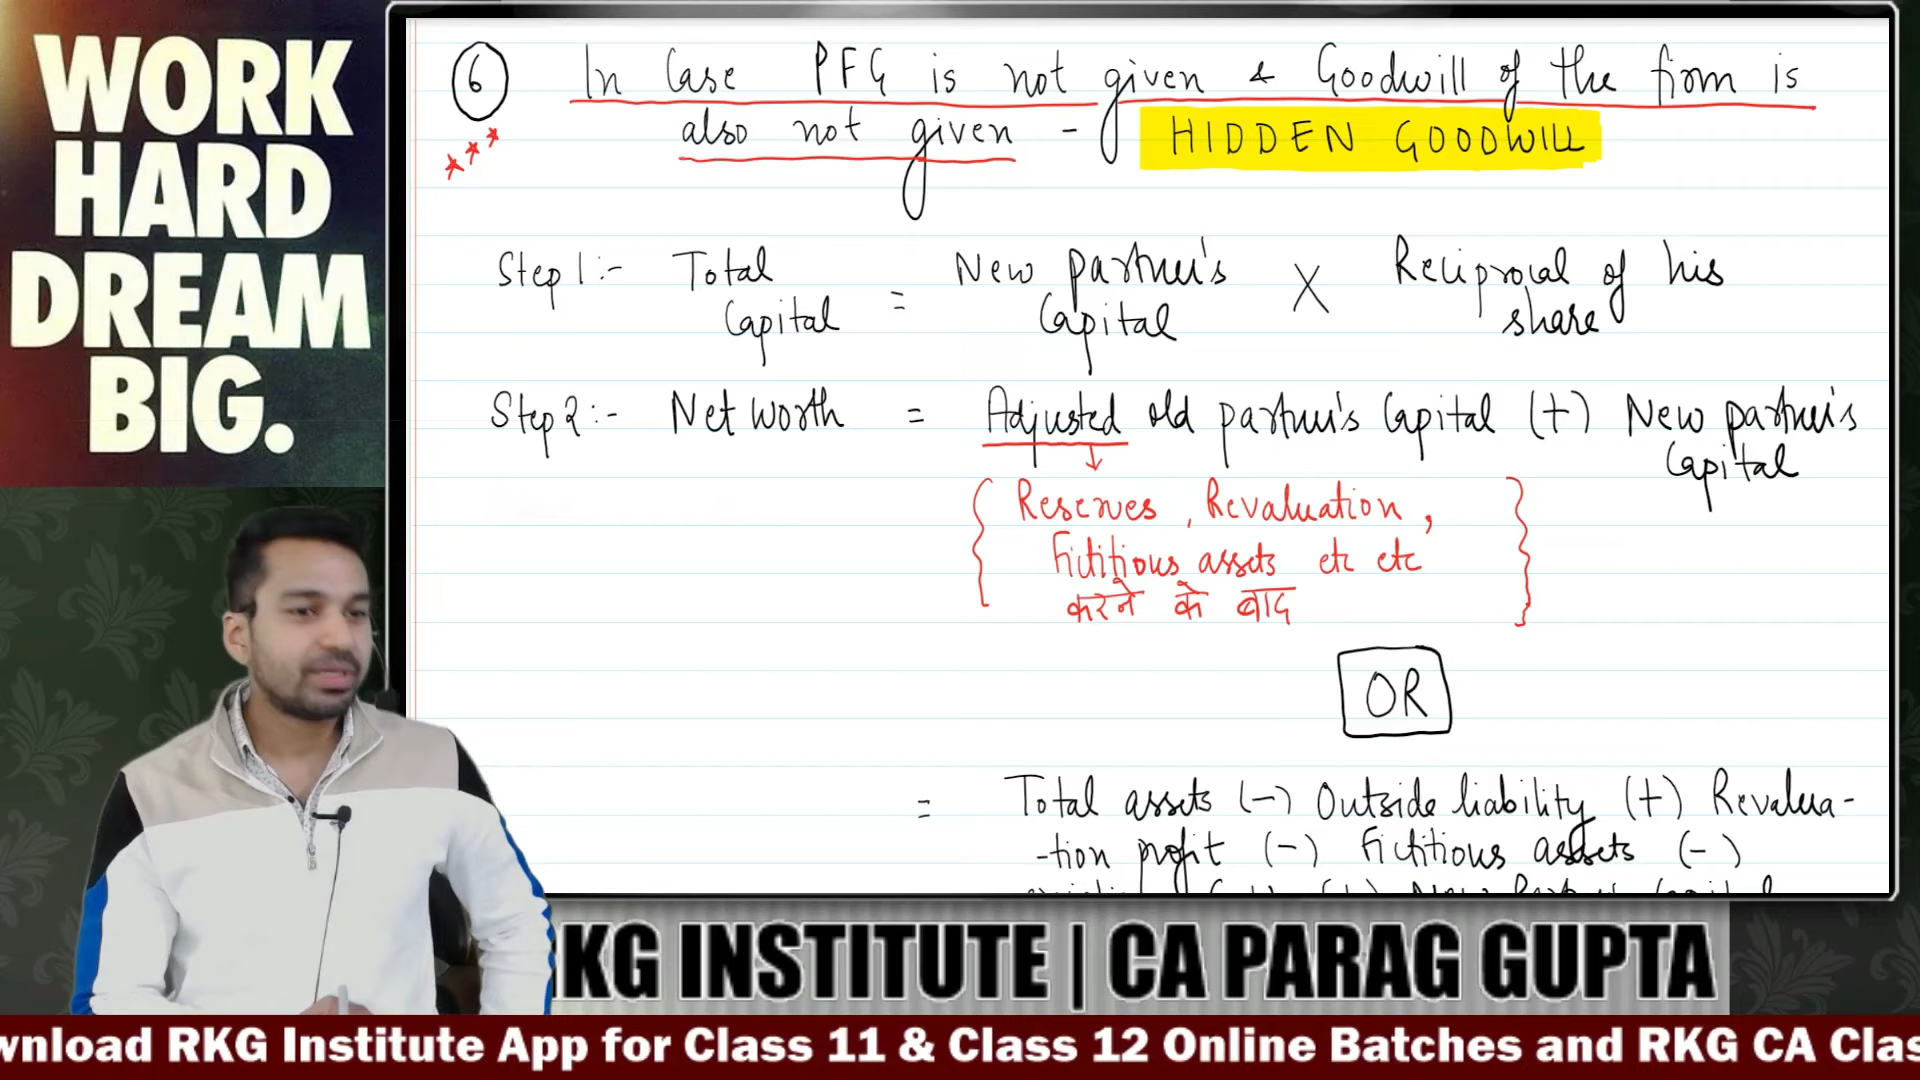 WORK
HARD
DREAM
BIG.
6 In Case PFG is not given & Goodwill of the firm is
also not given - HIDDEN GOODWILL
Step 1:- Total Capital = New partner's Capital X Reciprocal of his share
Step 2:- Net worth = Adjusted old partner's Capital (+) New partner's Capital
{ Reserves, Revaluation,
Fictitious assets etc etc
करने के बाद }
OR
= Total assets (-) Outside liability (+) Revalua-
-tion profit (-) Fictitious assets (-)
KG INSTITUTE | CA PARAG GUPTA
wnload RKG Institute App for Class 11 & Class 12 Online Batches and RKG CA Clas